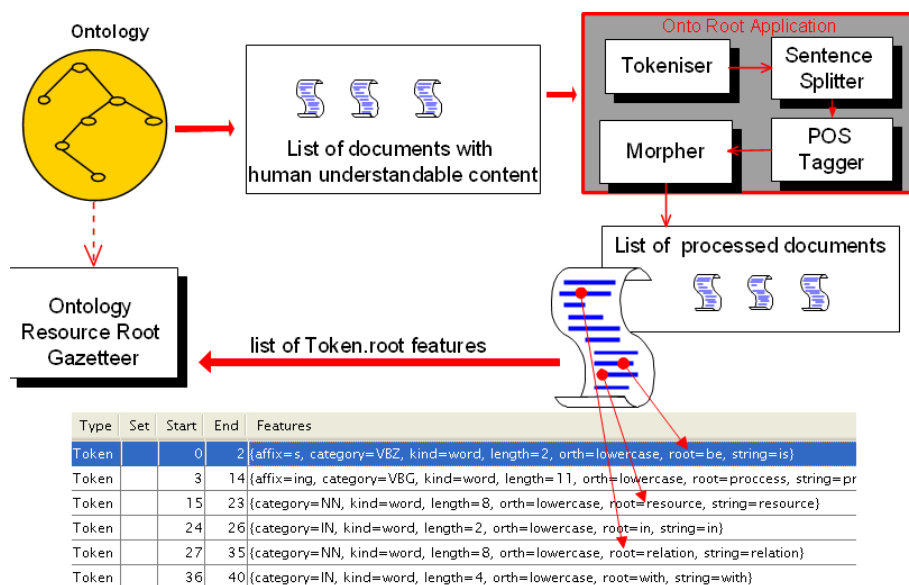 Ontology
List of documents with
human understandable content
Onto Root Application
Tokeniser
Sentence
Splitter
Morpher
POS
Tagger
List of processed documents
Ontology
Resource Root
Gazetteer
list of Token.root features
Type Set Start End Features
Token 0 2 {affix=s, category=VBZ, kind=word, length=2, orth=lowercase, root=be, string=is}
Token 3 14 {affix=ing, category=VBG, kind=word, length=11, orth=lowercase, root=proccess, string=pr
Token 15 23 {category=NN, kind=word, length=8, orth=lowercase, root=resource, string=resource}
Token 24 26 {category=IN, kind=word, length=2, orth=lowercase, root=in, string=in}
Token 27 35 {category=NN, kind=word, length=8, orth=lowercase, root=relation, string=relation}
Token 36 40 {category=IN, kind=word, length=4, orth=lowercase, root=with, string=with}